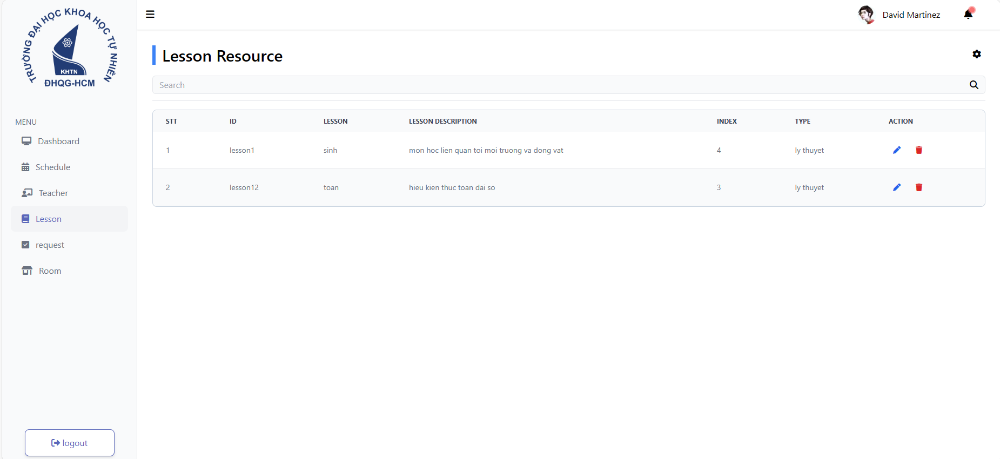 TRƯỜNG ĐẠI HỌC KHOA HỌC TỰ NHIÊN
KHTN
ĐHQG-HCM
MENU
Dashboard
Schedule
Teacher
Lesson
request
Room
logout
David Martinez
Lesson Resource
Search
STT ID LESSON LESSON DESCRIPTION INDEX TYPE ACTION
1 lesson1 sinh mon hoc lien quan toi moi truong va dong vat 4 ly thuyet
2 lesson12 toan hieu kien thuc toan dai so 3 ly thuyet